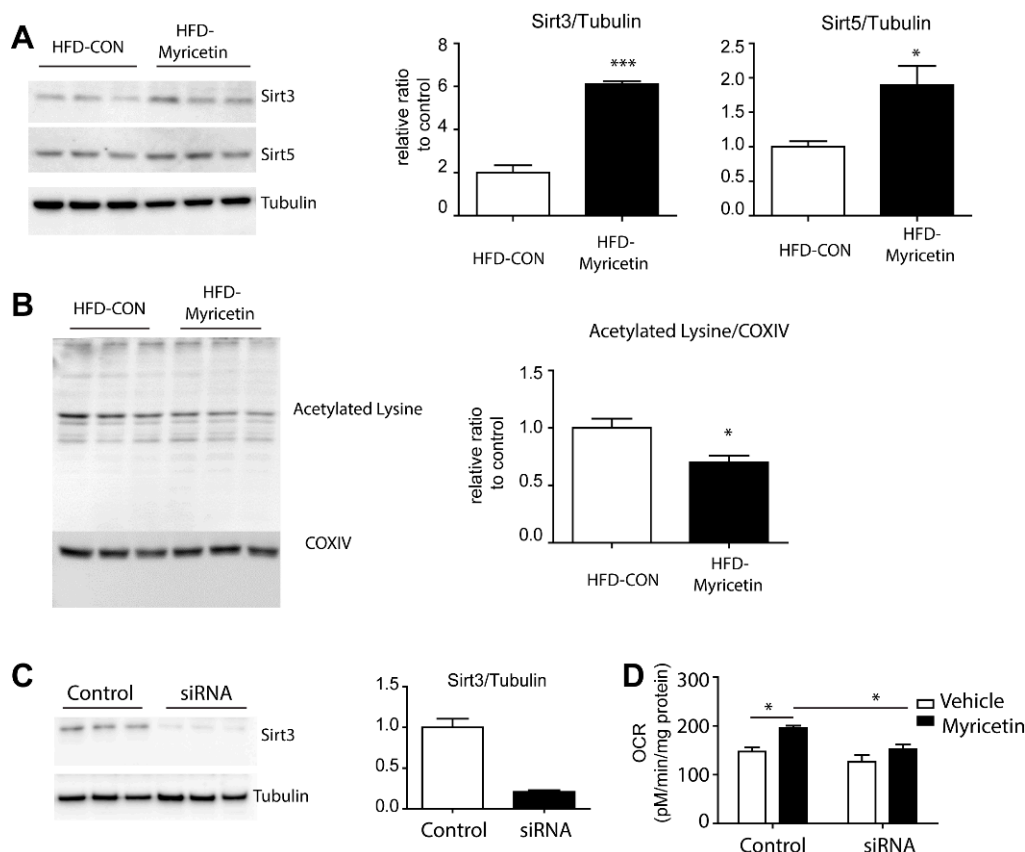 A
HFD-CON
HFD-
Myricetin
Sirt3
Sirt5
Tubulin
Sirt3/Tubulin
relative ratio
to control
8
6
4
2
0
***
HFD-CON
HFD-
Myricetin
Sirt5/Tubulin
2.5
2.0
1.5
1.0
0.5
0.0
*
HFD-CON
HFD-
Myricetin
B
HFD-CON
HFD-
Myricetin
Acetylated Lysine
COXIV
Acetylated Lysine/COXIV
relative ratio
to control
1.5
1.0
0.5
0.0
*
HFD-CON
HFD-
Myricetin
C
Control siRNA
Sirt3
Tubulin
Sirt3/Tubulin
1.5
1.0
0.5
0.0
Control siRNA
D
OCR
(pM/min/mg protein)
300
200
100
0
*
*
Vehicle
Myricetin
Control siRNA